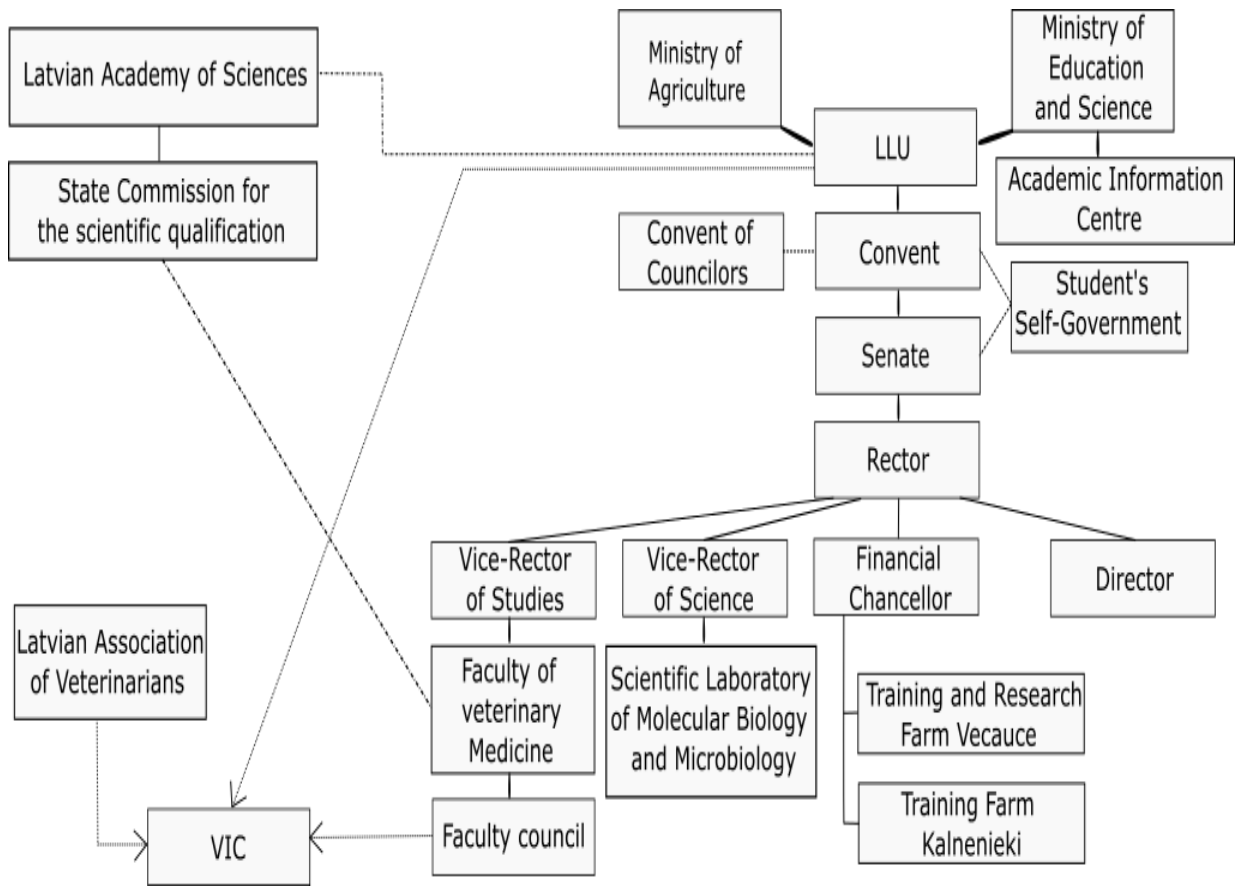 Latvian Academy of Sciences
Ministry of
Agriculture
Ministry of
Education
and Science
LLU
State Commission for
the scientific qualification
Academic Information
Centre
Convent of
Councilors
Convent
Student's
Self-Government
Senate
Rector
Vice-Rector
of Studies
Vice-Rector
of Science
Financial
Chancellor
Director
Latvian Association
of Veterinarians
Faculty of
veterinary
Medicine
Scientific Laboratory
of Molecular Biology
and Microbiology
Training and Research
Farm Vecauce
VIC
Faculty council
Training Farm
Kalnenieki